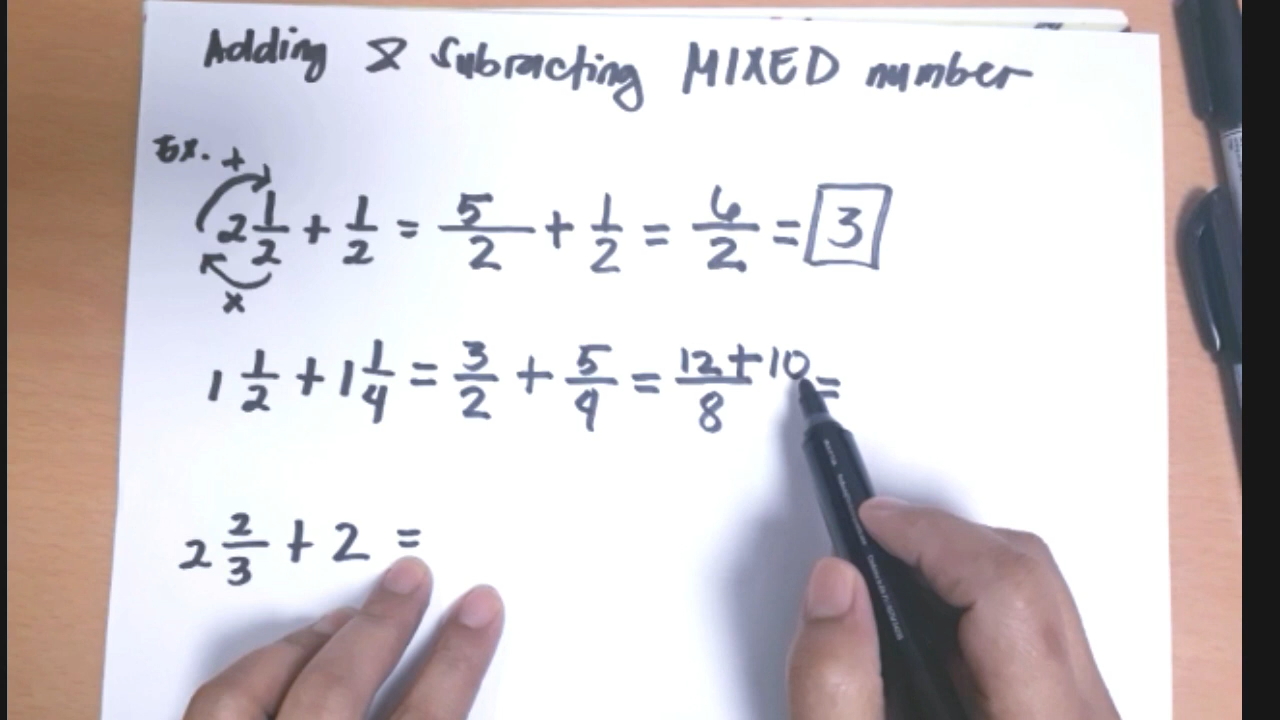 Adding & Subracting MIXED number
Ex. +
2 1/2 + 1/2 = 5/2 + 1/2 = 6/2 = 3
x
1 1/2 + 1 1/4 = 3/2 + 5/4 = 12+10/8 =
2 2/3 + 2 =